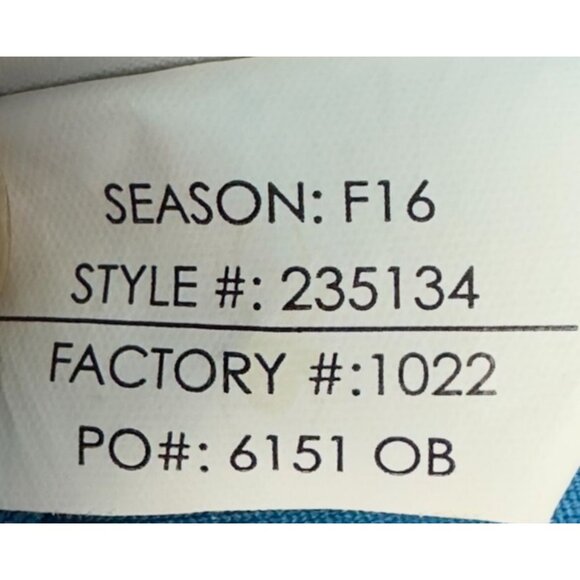 SEASON: F16
STYLE #: 235134
FACTORY #:1022
PO#: 6151 OB